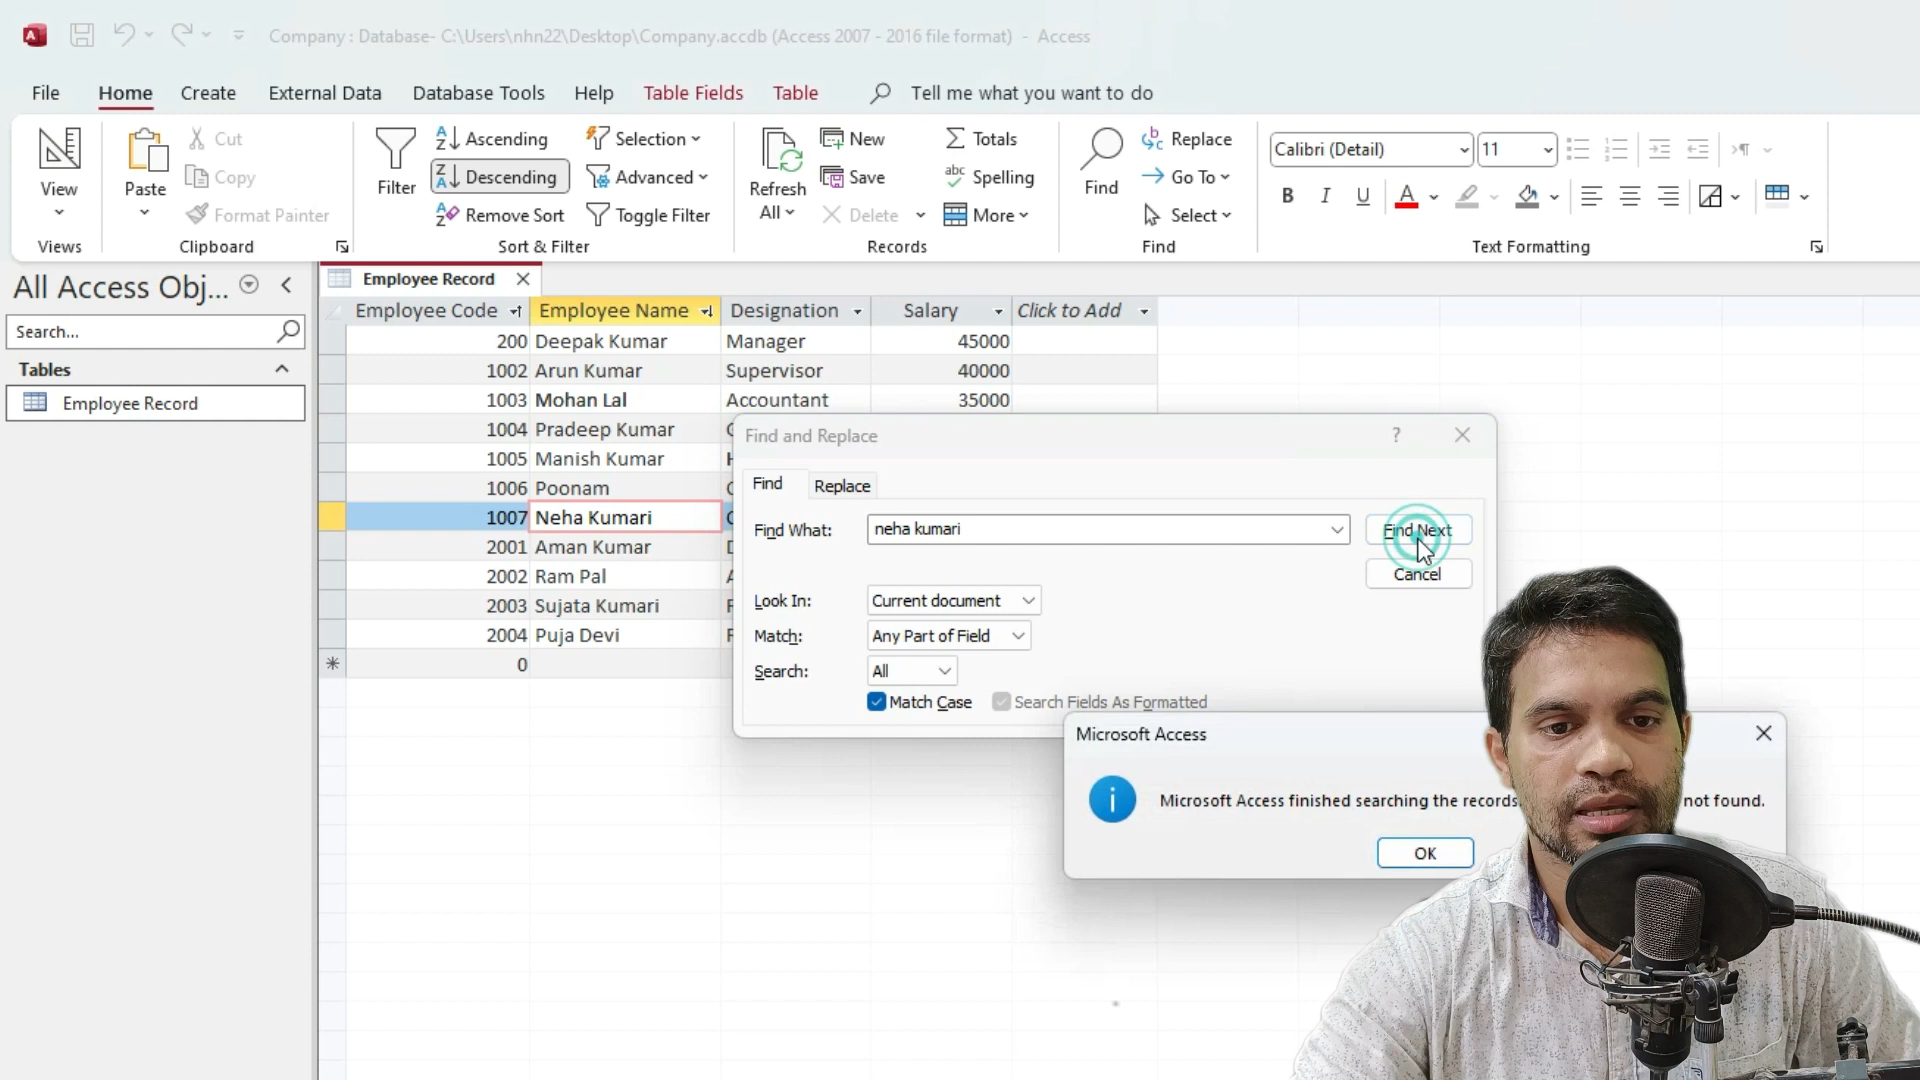 Company : Database- C:\Users\nhn22\Desktop\Company.accdb (Access 2007 - 2016 file format) - Access
File Home Create External Data Database Tools Help Table Fields Table Tell me what you want to do
View
Views
Paste
Cut
Copy
Format Painter
Clipboard
Filter
Ascending
Descending
Remove Sort
Selection
Advanced
Toggle Filter
Sort & Filter
Refresh
All
New
Save
Delete
Totals
Spelling
More
Records
Find
Replace
Go To
Select
Find
Calibri (Detail) 11
B I U A
Text Formatting
All Access Obj...
Search...
Tables
Employee Record
Employee Record
Employee Code Employee Name Designation Salary Click to Add
200 Deepak Kumar Manager 45000
1002 Arun Kumar Supervisor 40000
1003 Mohan Lal Accountant 35000
1004 Pradeep Kumar
1005 Manish Kumar
1006 Poonam
1007 Neha Kumari
2001 Aman Kumar
2002 Ram Pal
2003 Sujata Kumari
2004 Puja Devi
0
Find and Replace
Find Replace
Find What: neha kumari Find Next
Cancel
Look In: Current document
Match: Any Part of Field
Search: All
Match Case Search Fields As Formatted
Microsoft Access
Microsoft Access finished searching the records. not found.
OK